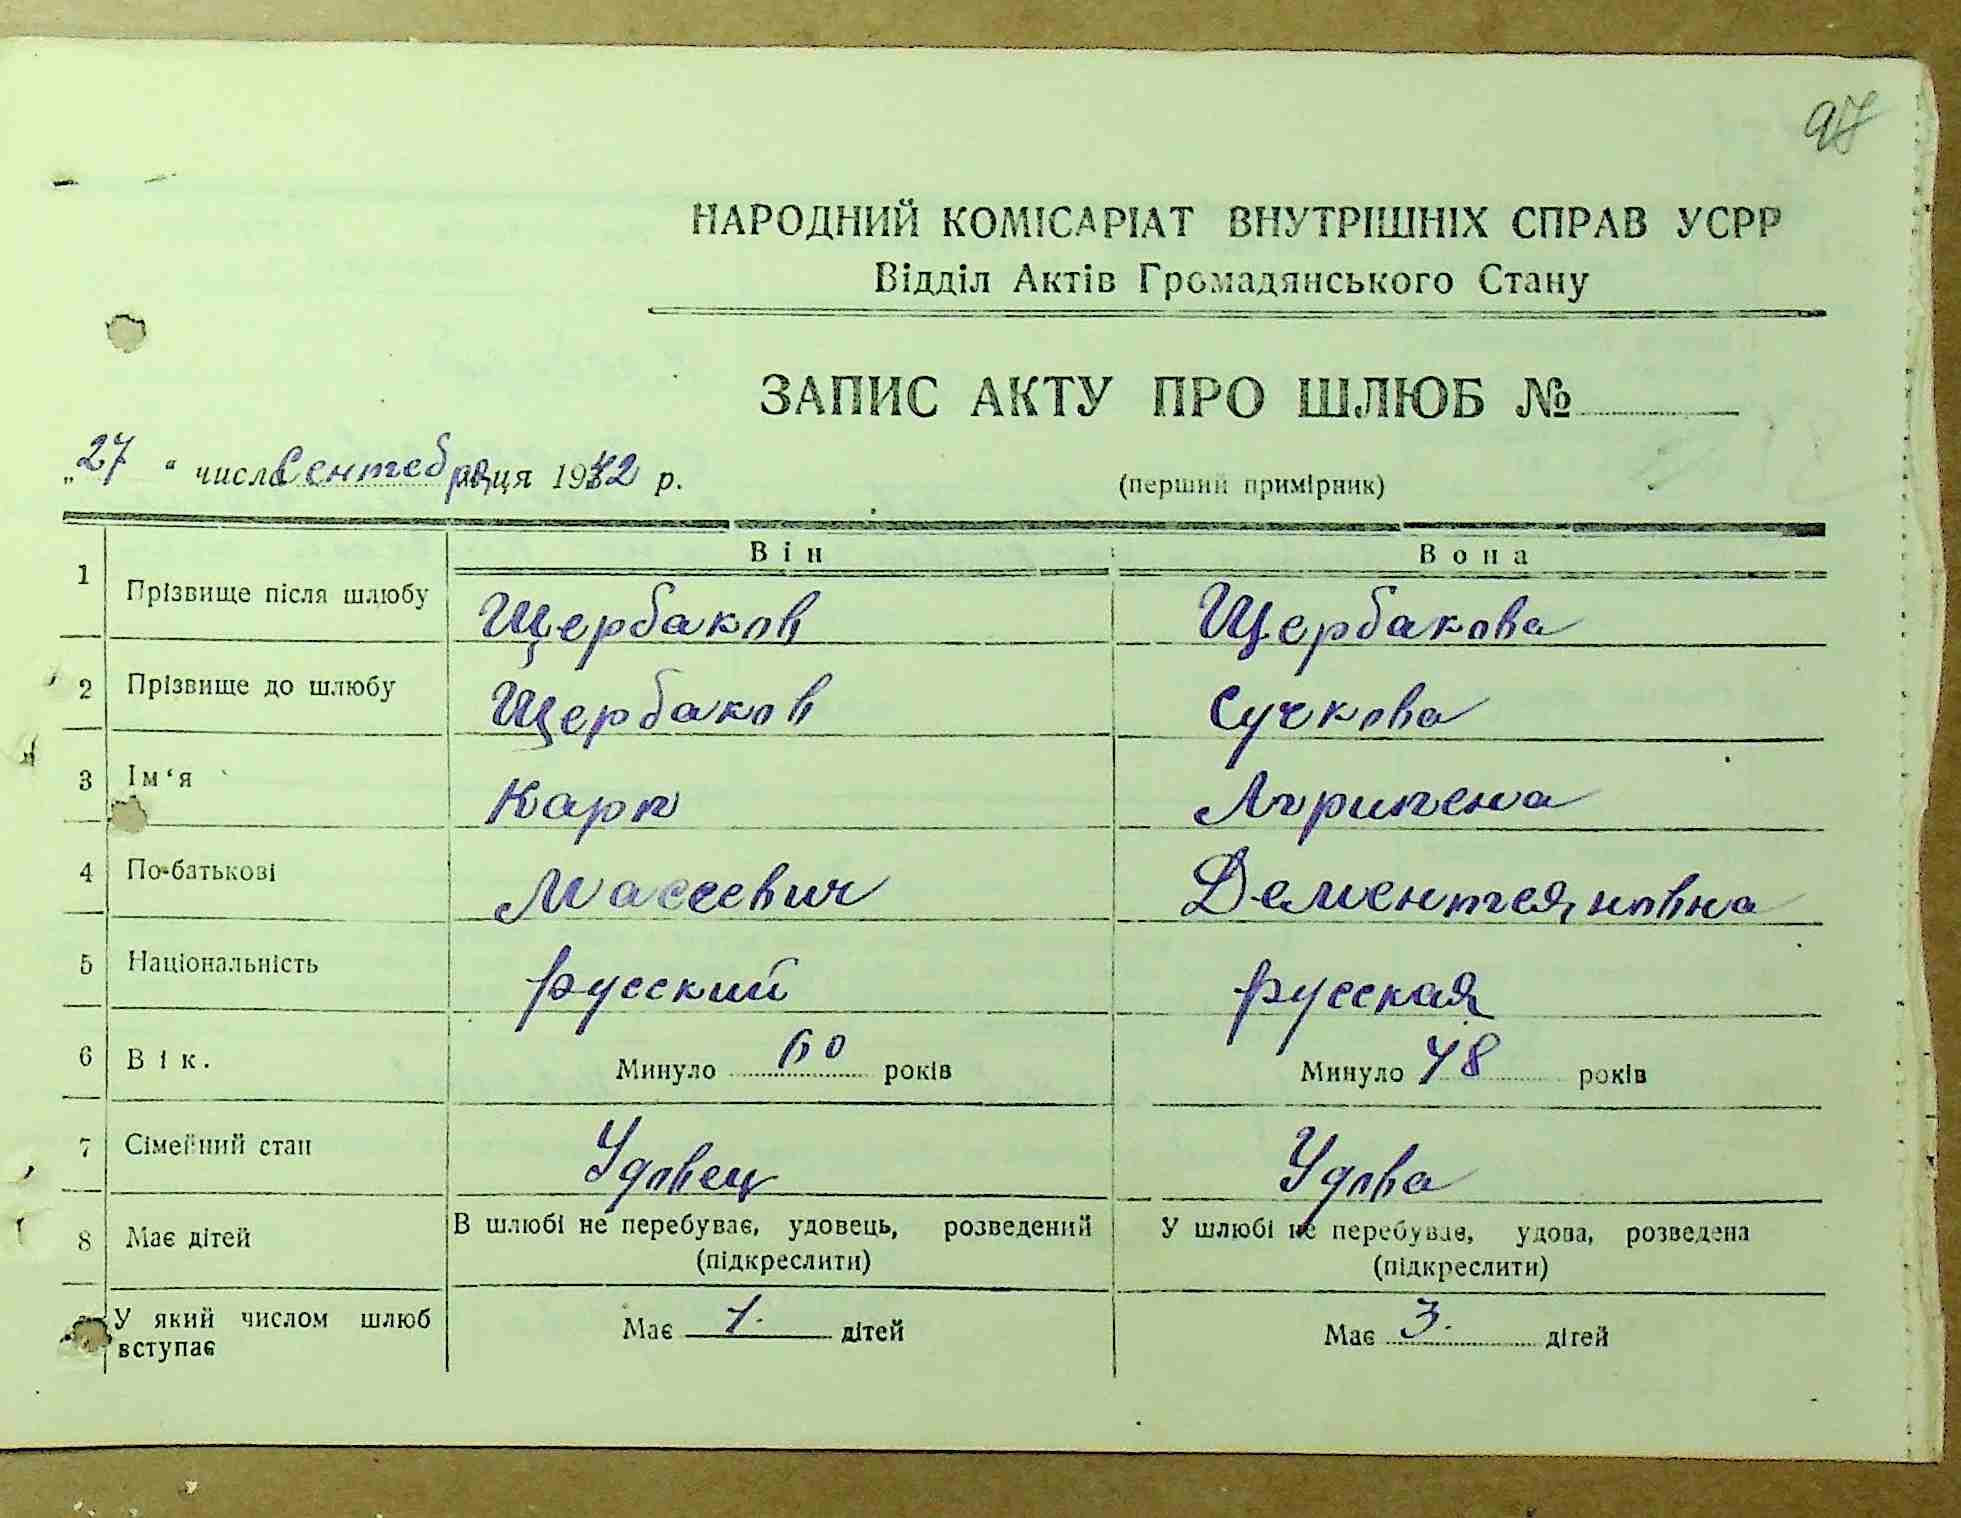 97
НАРОДНИЙ КОМІСАРІАТ ВНУТРІШНІХ СПРАВ УСРР
Відділ Актів Громадянського Стану
ЗАПИС АКТУ ПРО ШЛЮБ №
„27“ числа Сентебря місяця 1942 р.
(перший примірник)
Він Вона
1 Прізвище після шлюбу Щербаков Щербакова
2 Прізвище до шлюбу Щербаков Сучкова
3 Ім‘я Карп Агрипена
4 По-батькові Масеевич Дементеяновна
5 Національність русский русская
6 Вік. Минуло 60 років Минуло 48 років
7 Сімейний стан Удовец Удова
8 Має дітей В шлюбі не перебуває, удовець, розведений У шлюбі не перебуває, удова, розведена
(підкреслити) (підкреслити)
У який числом шлюб вступає Має 1. дітей Має 3. дітей